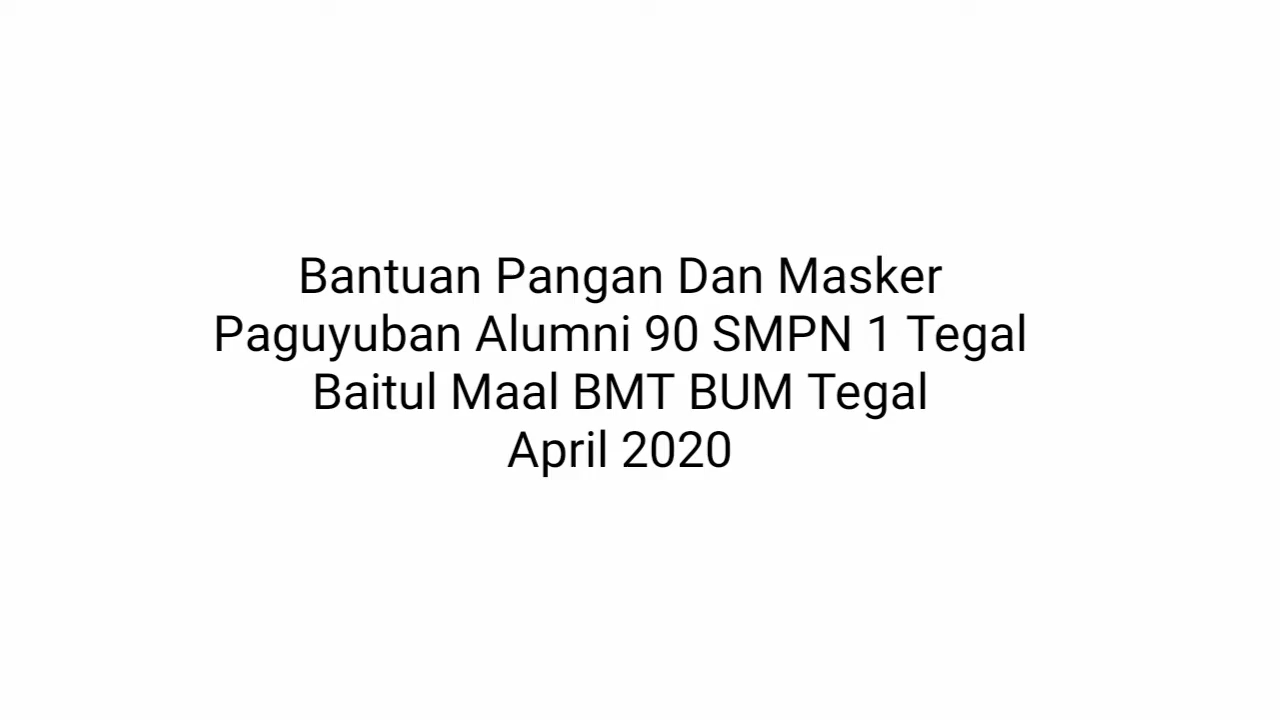 Bantuan Pangan Dan Masker
Paguyuban Alumni 90 SMPN 1 Tegal
Baitul Maal BMT BUM Tegal
April 2020